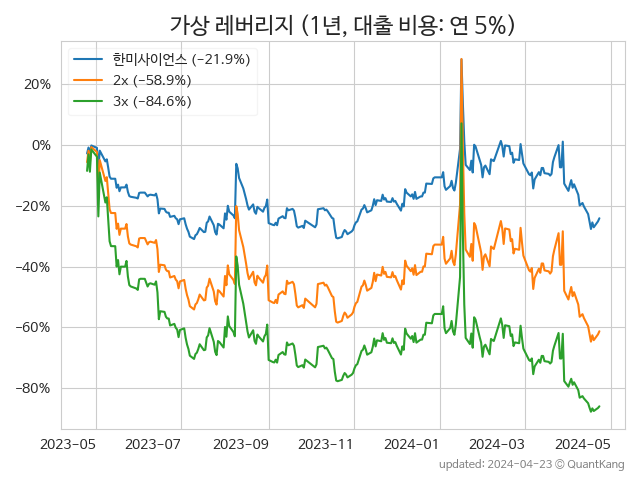 가상 레버리지 (1년, 대출 비용: 연 5%)
한미사이언스 (−21.9%)
2x (−58.9%)
3x (−84.6%)
20%
0%
−20%
−40%
−60%
−80%
2023−05 2023−07 2023−09 2023−11 2024−01 2024−03 2024−05
updated: 2024−04−23 ⓒ QuantKang